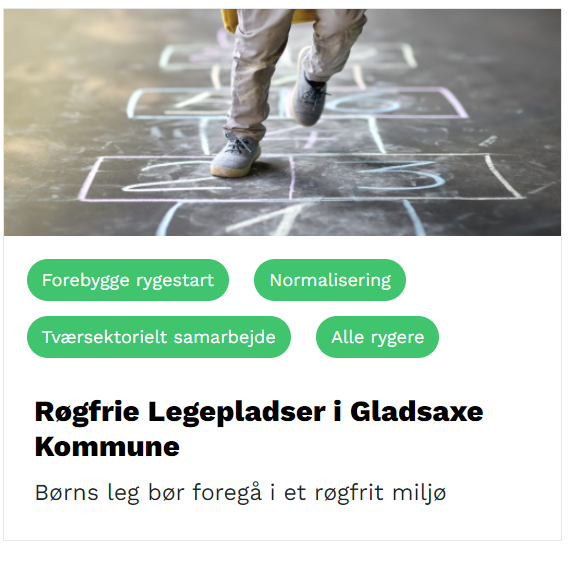 Forebygge rygestart
Normalisering
Tværsektorielt samarbejde
Alle rygere
Røgfrie Legepladser i Gladsaxe
Kommune
Børns leg bør foregå i et røgfrit miljø